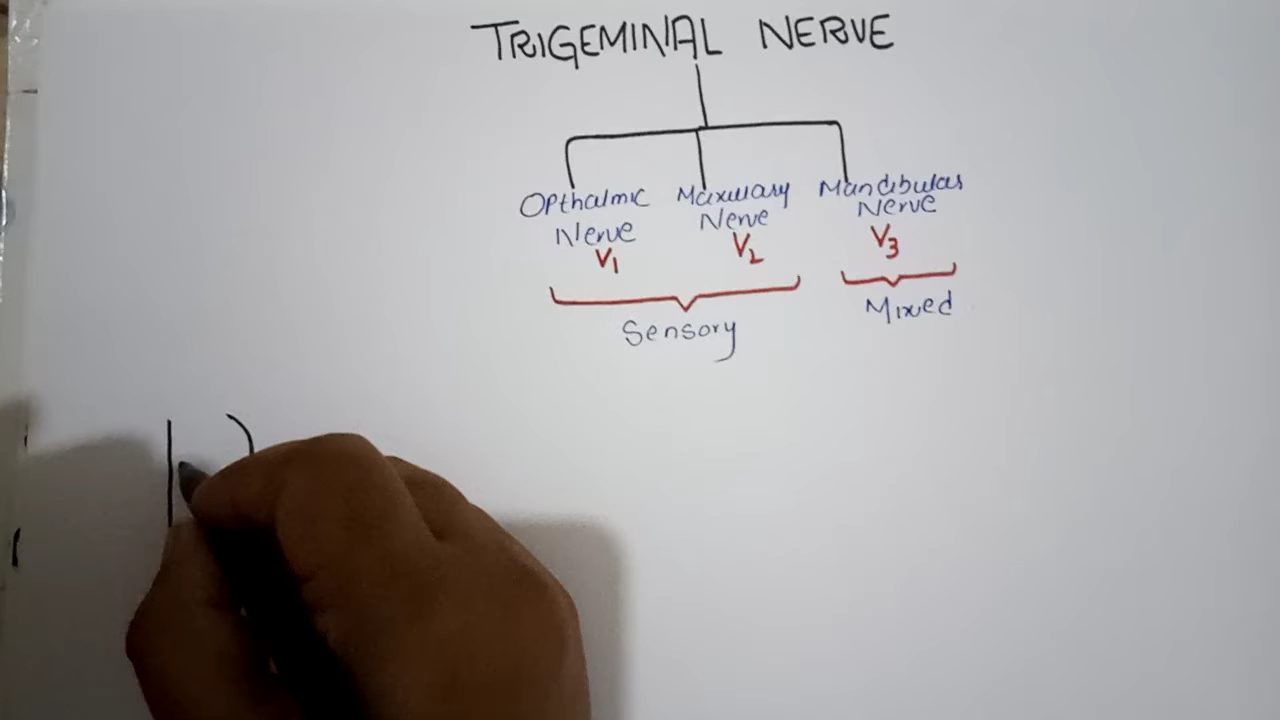 TRIGEMINAL NERVE
Opthalmic
Nerve
V1
Maxillary
Nerve
V2
Mandibular
Nerve
V3
Sensory
Mixed